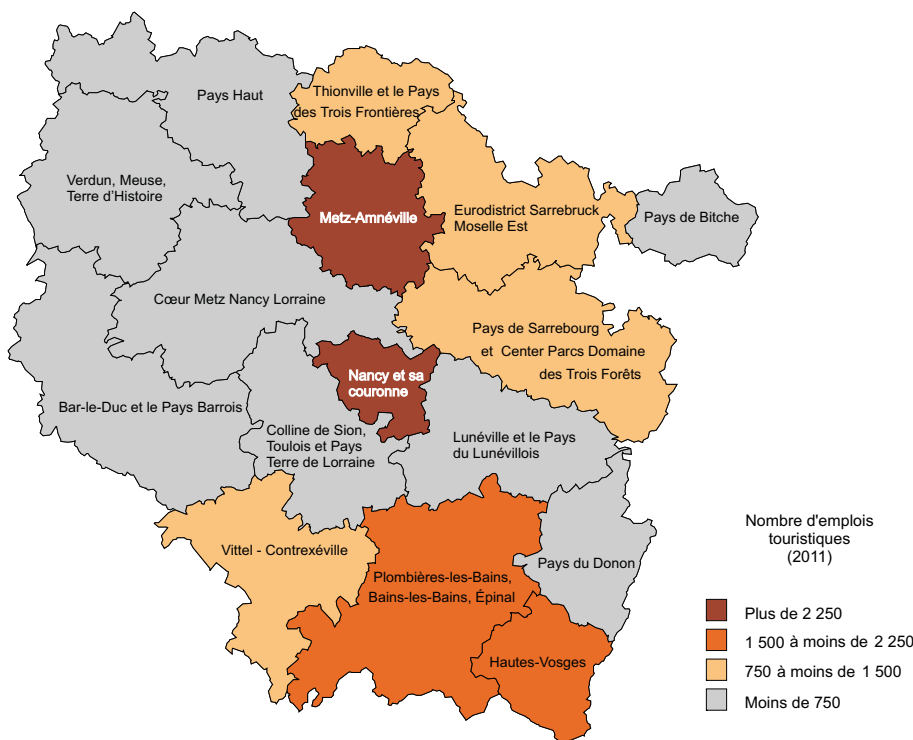 Pays Haut
Thionville et le Pays
des Trois Frontières
Verdun, Meuse,
Terre d'Histoire
Metz-Amnéville
Eurodistrict Sarrebruck
Moselle Est
Pays de Bitche
Cœur Metz Nancy Lorraine
Pays de Sarrebourg
et Center Parcs Domaine
des Trois Forêts
Nancy et sa
couronne
Bar-le-Duc et le Pays Barrois
Colline de Sion,
Toulois et Pays
Terre de Lorraine
Lunéville et le Pays
du Lunévillois
Vittel - Contrexéville
Plombières-les-Bains,
Bains-les-Bains, Épinal
Pays du Donon
Hautes-Vosges
Nombre d'emplois
touristiques
(2011)
Plus de 2 250
1 500 à moins de 2 250
750 à moins de 1 500
Moins de 750